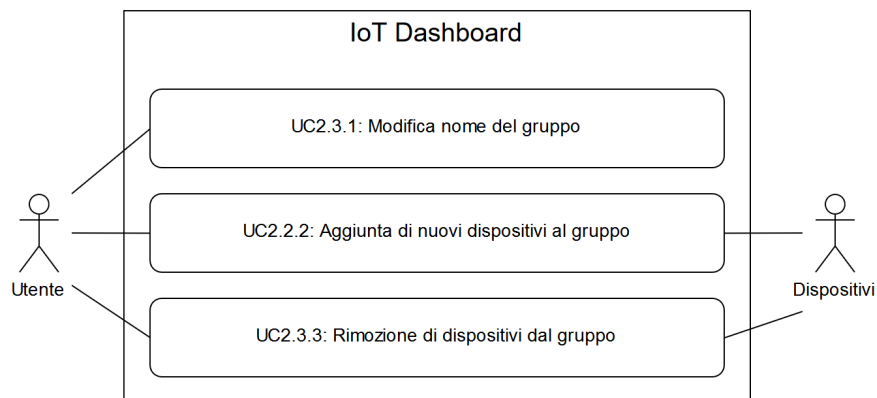 IoT Dashboard
UC2.3.1: Modifica nome del gruppo
UC2.2.2: Aggiunta di nuovi dispositivi al gruppo
UC2.3.3: Rimozione di dispositivi dal gruppo
Utente
Dispositivi